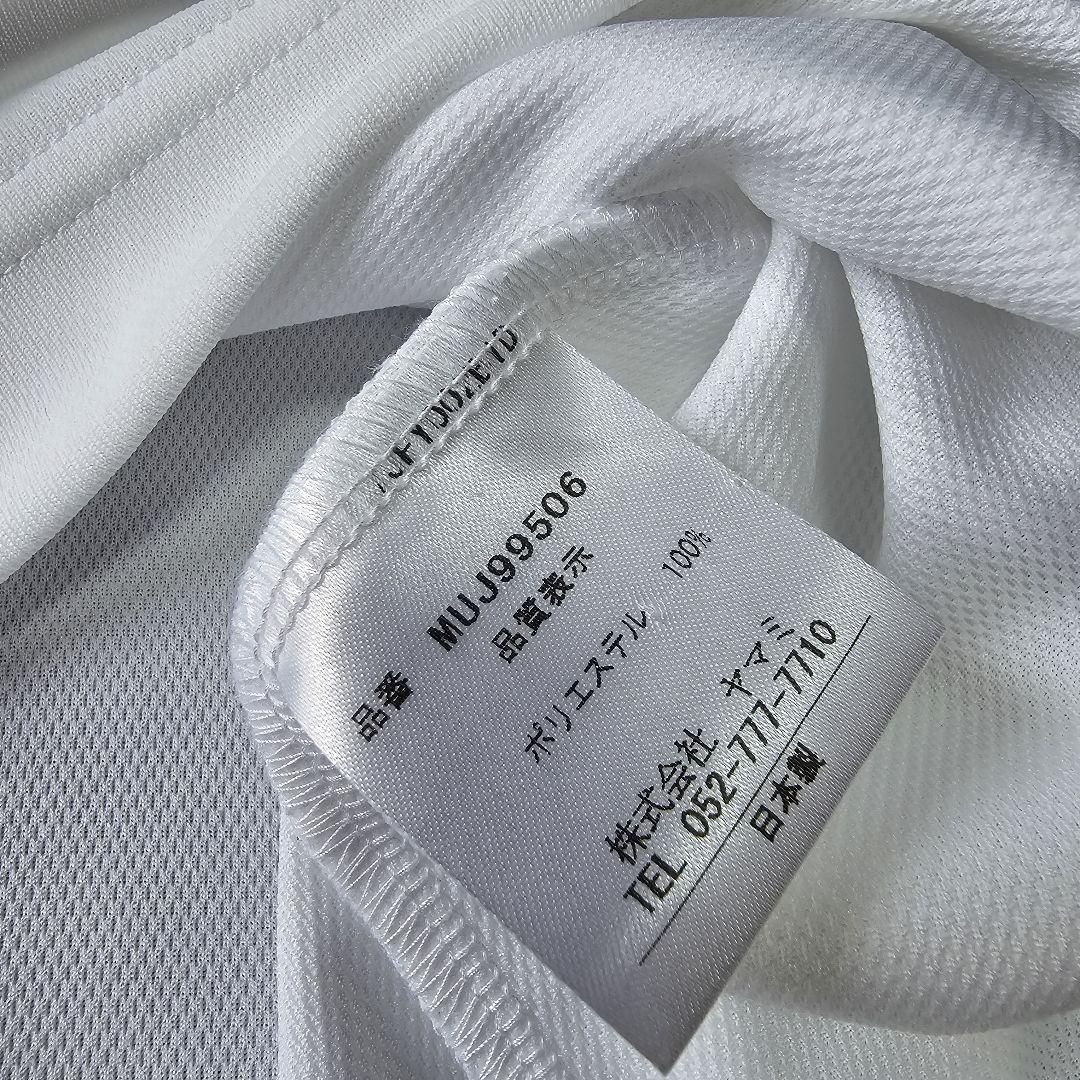 品番 MUJ99506
品質表示
ポリエステル 100%
株式会社 ヤマミ
TEL 052-777-7710
日本製